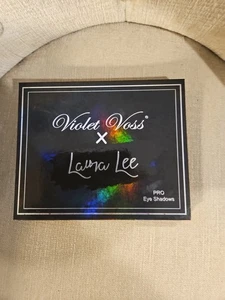 Violet Voss®
X
Laura Lee
PRO
Eye Shadows